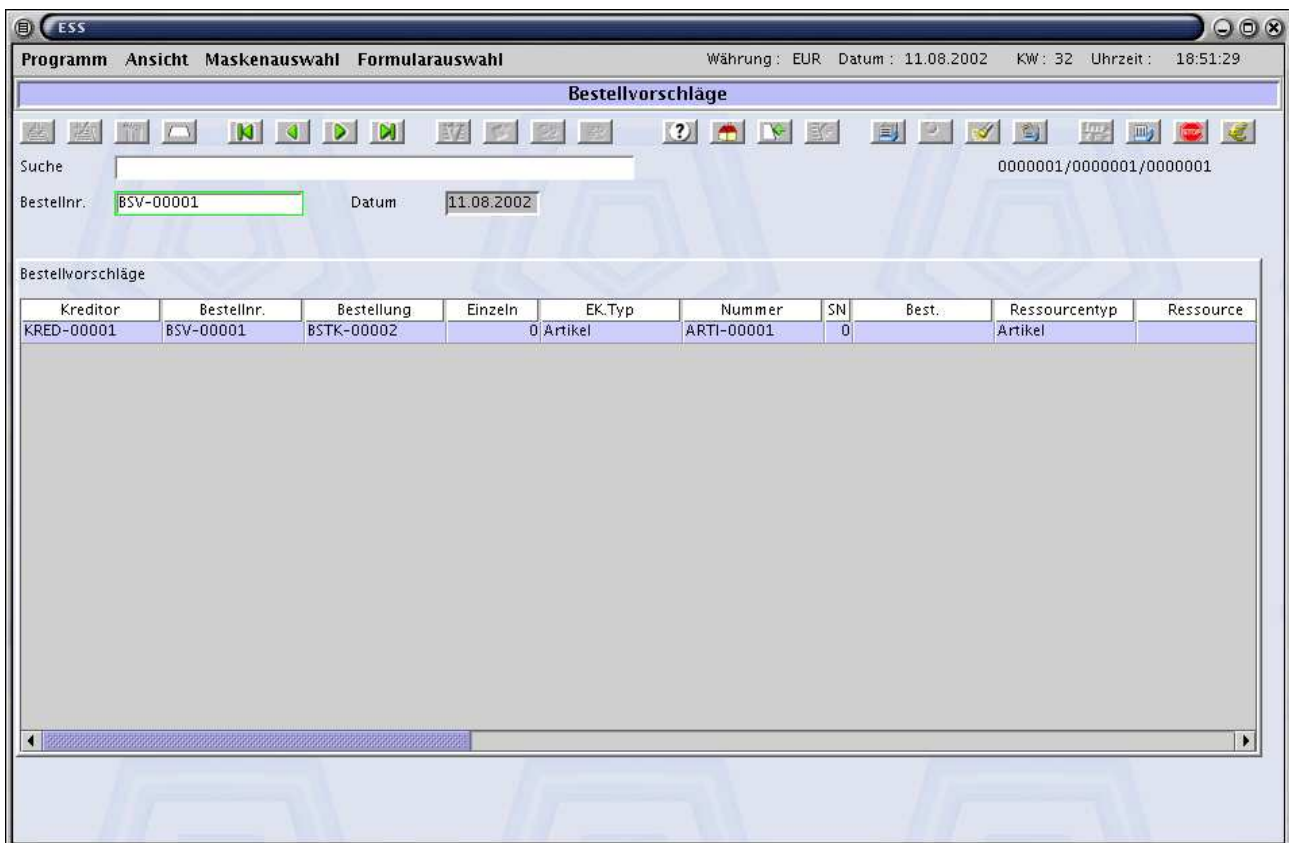 ESS
Programm Ansicht Maskenauswahl Formularauswahl Währung : EUR Datum : 11.08.2002 KW : 32 Uhrzeit : 18:51:29
Bestellvorschläge
Suche 0000001/0000001/0000001
Bestellnr. BSV-00001 Datum 11.08.2002
Bestellvorschläge
Kreditor Bestellnr. Bestellung Einzeln EK.Typ Nummer SN Best. Ressourcentyp Ressource
KRED-00001 BSV-00001 BSTK-00002 0 Artikel ARTI-00001 0 Artikel